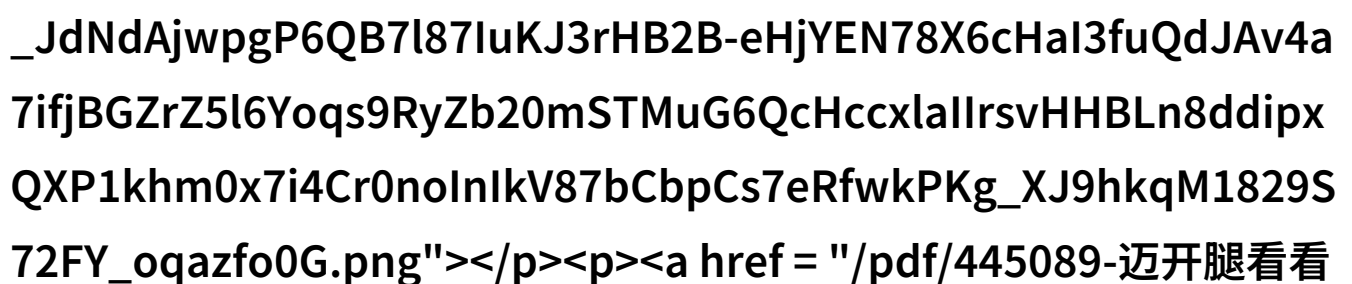 _JdNdAjwpgP6QB7l87IuKJ3rHB2B-eHjYEN78X6cHaI3fuQdJAv4a
7ifjBGZrZ5l6Yoqs9RyZb20mSTMuG6QcHccxlaIIrsvHHBLn8ddipx
QXP1khm0x7i4Cr0noInIkV87bCbpCs7eRfwkPKg_XJ9hkqM1829S
72FY_oqazfo0G.png"></p><p><a href = "/pdf/445089-迈开腿看看